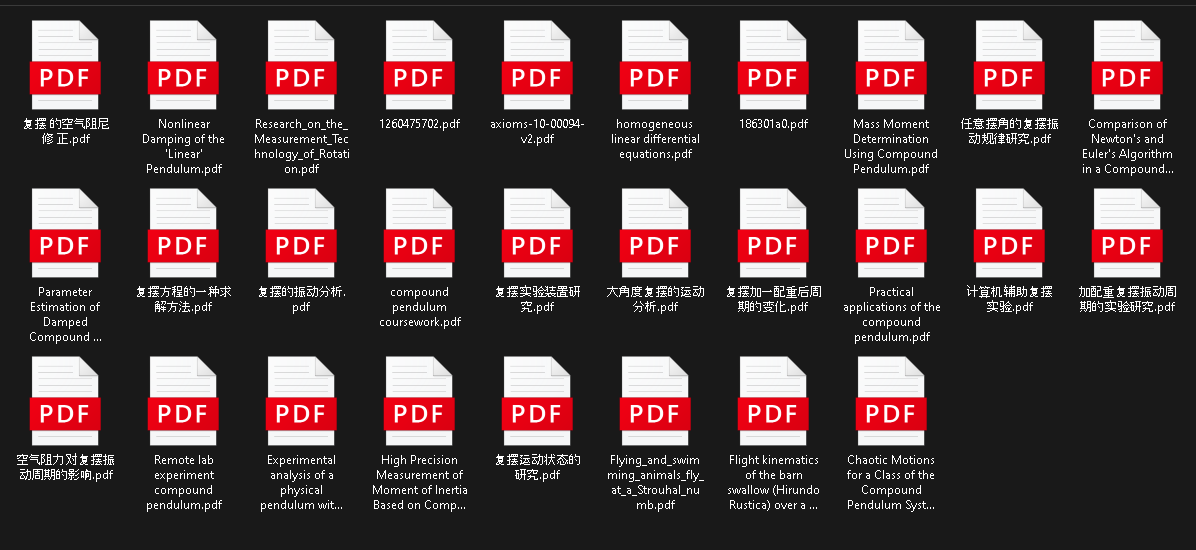 PDF
复摆 的空气阻尼
修 正.pdf
PDF
Nonlinear
Damping of the
'Linear'
Pendulum.pdf
PDF
Research_on_the_
Measurement_Tec
hnology_of_Rotati
on.pdf
PDF
1260475702.pdf
PDF
axioms-10-00094-
v2.pdf
PDF
homogeneous
linear differential
equations.pdf
PDF
186301a0.pdf
PDF
Mass Moment
Determination
Using Compound
Pendulum.pdf
PDF
任意摆角的复摆振
动规律研究.pdf
PDF
Comparison of
Newton's and
Euler's Algorithm
in a Compound...
PDF
Parameter
Estimation of
Damped
Compound ...
PDF
复摆方程的一种求
解方法.pdf
PDF
复摆的振动分析.
pdf
PDF
compound
pendulum
coursework.pdf
PDF
复摆实验装置研
究.pdf
PDF
大角度复摆的运动
分析.pdf
PDF
复摆加一配重后周
期的变化.pdf
PDF
Practical
applications of the
compound
pendulum.pdf
PDF
计算机辅助复摆
实验.pdf
PDF
加配重复摆振动周
期的实验研究.pdf
PDF
空气阻力对复摆振
动周期的影响.pdf
PDF
Remote lab
experiment
compound
pendulum.pdf
PDF
Experimental
analysis of a
physical
pendulum wit...
PDF
High Precision
Measurement of
Moment of Inertia
Based on Comp...
PDF
复摆运动状态的
研究.pdf
PDF
Flying_and_swim
ming_animals_fly_
at_a_Strouhal_nu
mb.pdf
PDF
Flight kinematics
of the barn
swallow (Hirundo
Rustica) over a ...
PDF
Chaotic Motions
for a Class of the
Compound
Pendulum Syst...